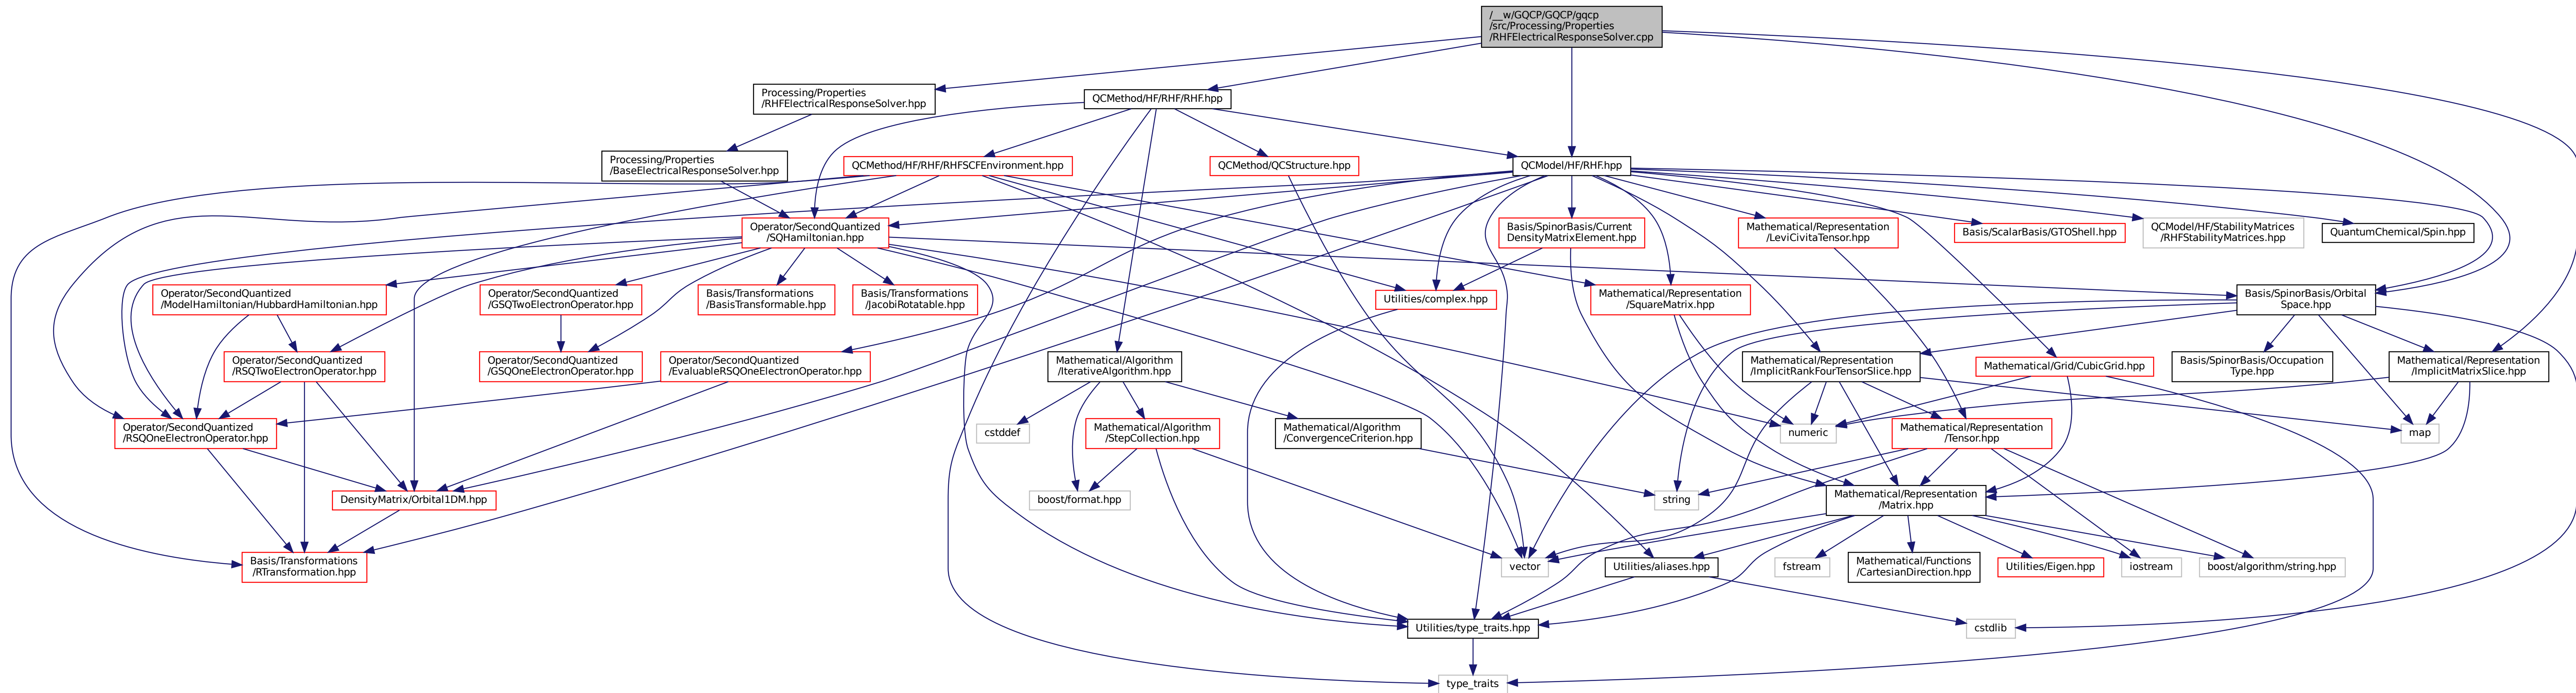 /__w/GQCP/GQCP/gqcp
/src/Processing/Properties
/RHFElectricalResponseSolver.cpp
Processing/Properties
/RHFElectricalResponseSolver.hpp
QCMethod/HF/RHF/RHF.hpp
Processing/Properties
/BaseElectricalResponseSolver.hpp
QCMethod/HF/RHF/RHFSCFEnvironment.hpp
QCMethod/QCStructure.hpp
QCModel/HF/RHF.hpp
Operator/SecondQuantized
/SQHamiltonian.hpp
Basis/SpinorBasis/Current
DensityMatrixElement.hpp
Mathematical/Representation
/LeviCivitaTensor.hpp
Basis/ScalarBasis/GTOShell.hpp
QCModel/HF/StabilityMatrices
/RHFStabilityMatrices.hpp
QuantumChemical/Spin.hpp
Operator/SecondQuantized
/ModelHamiltonian/HubbardHamiltonian.hpp
Operator/SecondQuantized
/GSQTwoElectronOperator.hpp
Basis/Transformations
/BasisTransformable.hpp
Basis/Transformations
/JacobiRotatable.hpp
Utilities/complex.hpp
Mathematical/Representation
/SquareMatrix.hpp
Basis/SpinorBasis/Orbital
Space.hpp
Operator/SecondQuantized
/RSQTwoElectronOperator.hpp
Operator/SecondQuantized
/GSQOneElectronOperator.hpp
Operator/SecondQuantized
/EvaluableRSQOneElectronOperator.hpp
Mathematical/Algorithm
/IterativeAlgorithm.hpp
Mathematical/Representation
/ImplicitRankFourTensorSlice.hpp
Mathematical/Grid/CubicGrid.hpp
Basis/SpinorBasis/Occupation
Type.hpp
Mathematical/Representation
/ImplicitMatrixSlice.hpp
Operator/SecondQuantized
/RSQOneElectronOperator.hpp
cstddef
Mathematical/Algorithm
/StepCollection.hpp
Mathematical/Algorithm
/ConvergenceCriterion.hpp
numeric
Mathematical/Representation
/Tensor.hpp
map
DensityMatrix/Orbital1DM.hpp
boost/format.hpp
string
Mathematical/Representation
/Matrix.hpp
Basis/Transformations
/RTransformation.hpp
vector
Utilities/aliases.hpp
fstream
Mathematical/Functions
/CartesianDirection.hpp
Utilities/Eigen.hpp
iostream
boost/algorithm/string.hpp
Utilities/type_traits.hpp
cstdlib
type_traits